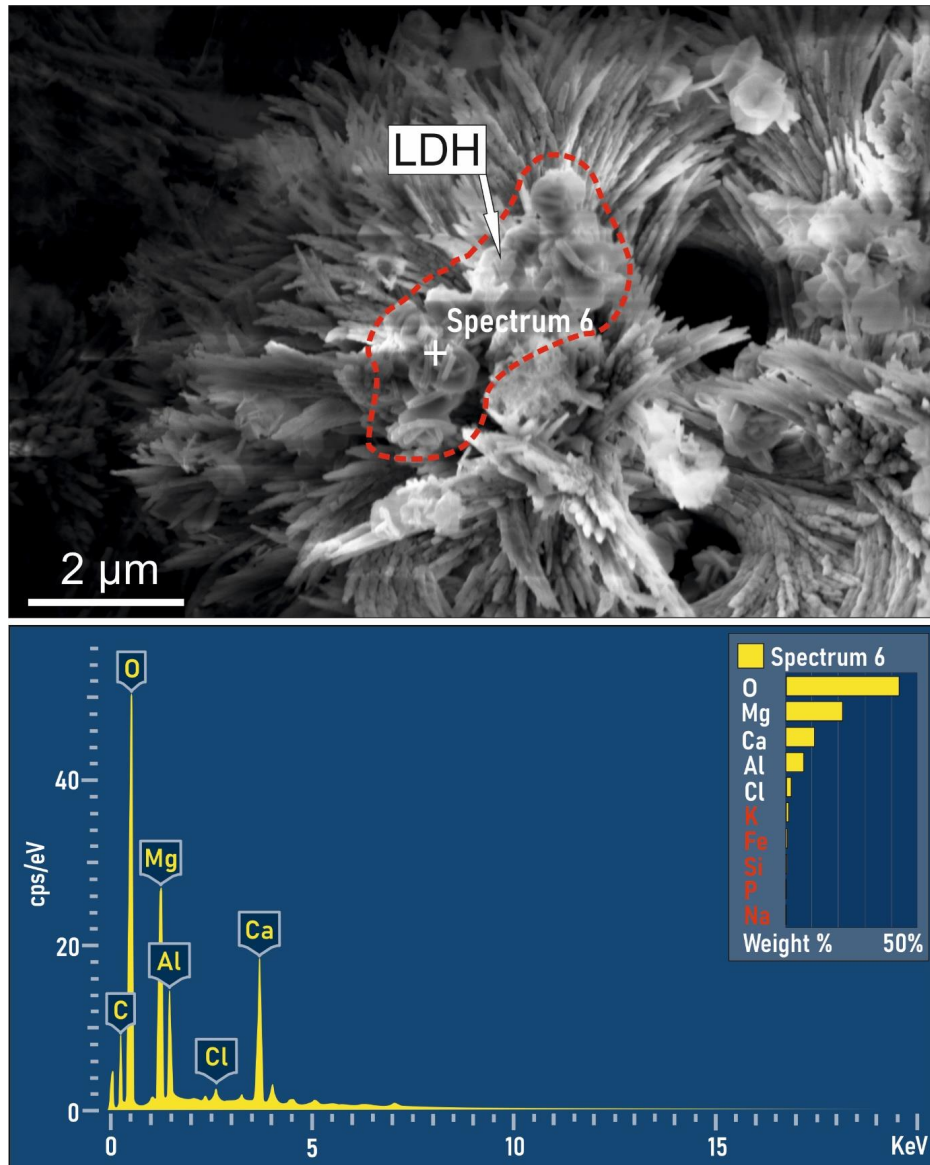 LDH
Spectrum 6
2 µm
Spectrum 6
O
Mg
Ca
Al
Cl
K
Fe
Si
P
Na
Weight % 50%
O
Mg
Al
Ca
C
Cl
cps/eV
40
20
0
0 5 10 15 KeV